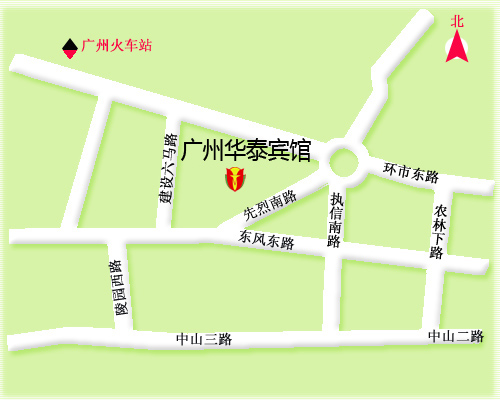 北
广州火车站
广州华泰宾馆
建设六马路
环市东路
先烈南路
执信南路
农林下路
东风东路
陵园西路
中山三路
中山二路